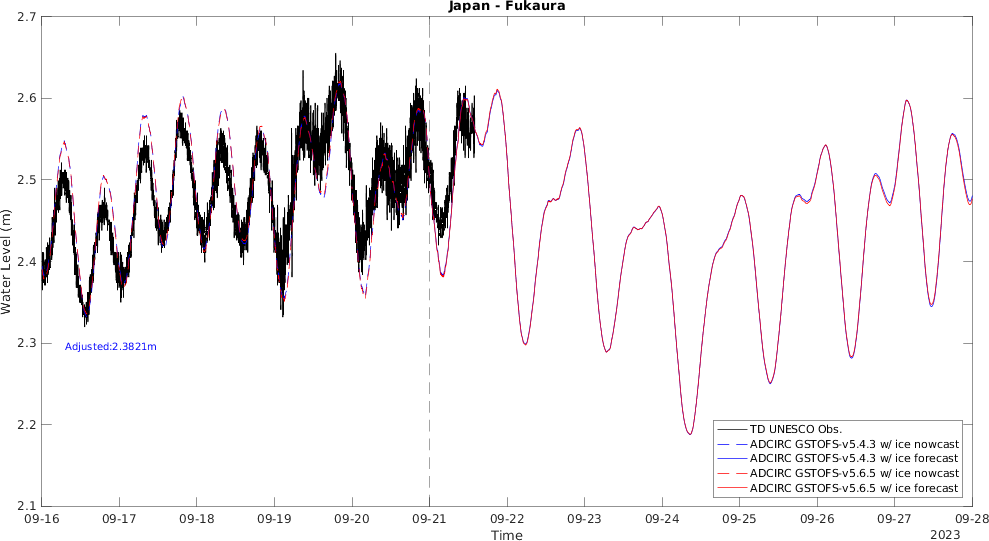 Japan - Fukaura
2.7
2.6
2.5
2.4
2.3
2.2
2.1
Water Level (m)
Adjusted:2.3821m
TD UNESCO Obs.
ADCIRC GSTOFS-v5.4.3 w/ ice nowcast
ADCIRC GSTOFS-v5.4.3 w/ ice forecast
ADCIRC GSTOFS-v5.6.5 w/ ice nowcast
ADCIRC GSTOFS-v5.6.5 w/ ice forecast
09-16 09-17 09-18 09-19 09-20 09-21 09-22 09-23 09-24 09-25 09-26 09-27 09-28
Time
2023